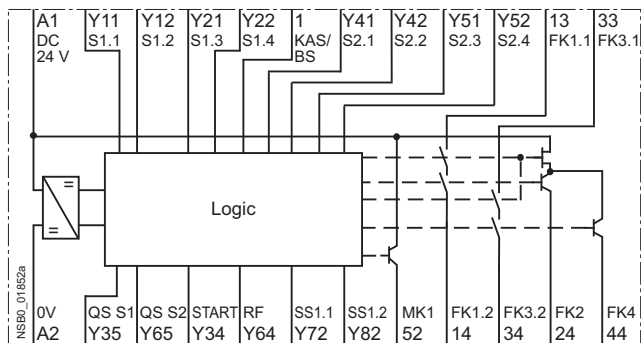 A1 Y11 Y12 Y21 Y22 1 Y41 Y42 Y51 Y52 13 33
DC S1.1 S1.2 S1.3 S1.4 KAS/ S2.1 S2.2 S2.3 S2.4 FK1.1 FK3.1
24 V BS
= Logic
=
NSB0_01852a
0V QS S1 QS S2 START RF SS1.1 SS1.2 MK1 FK1.2 FK3.2 FK2 FK4
A2 Y35 Y65 Y34 Y64 Y72 Y82 52 14 34 24 44